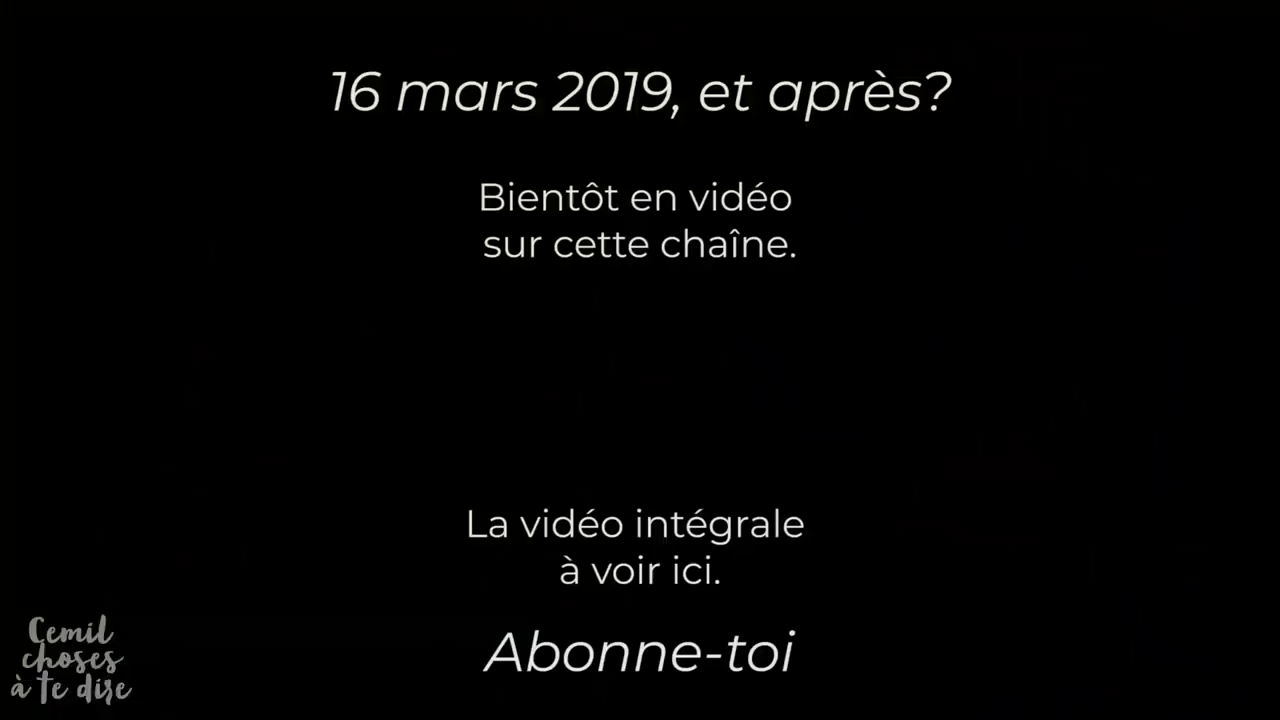 16 mars 2019, et après?
Bientôt en vidéo
sur cette chaîne.
La vidéo intégrale
à voir ici.
Abonne-toi
Cemil
choses
à te dire